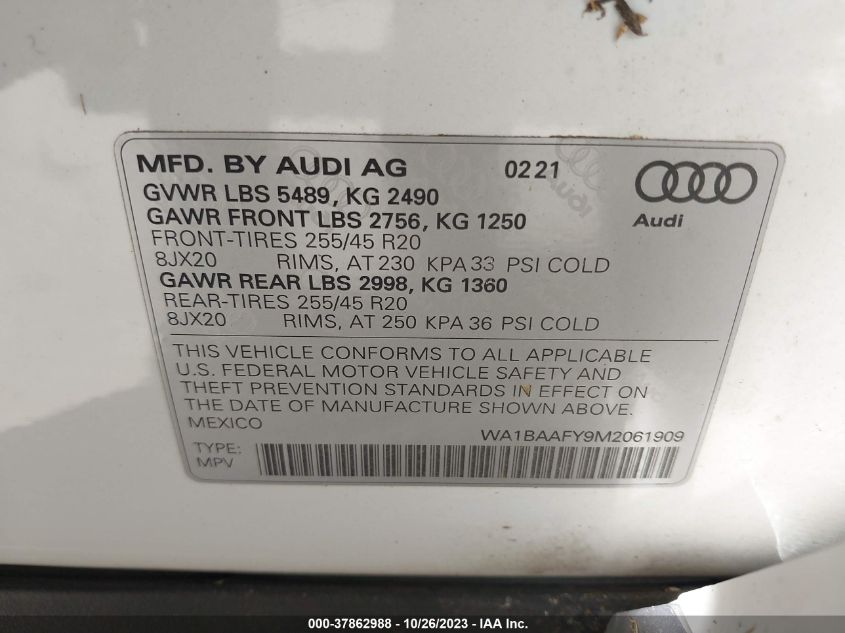 MFD. BY AUDI AG 0221
GVWR LBS 5489, KG 2490
GAWR FRONT LBS 2756, KG 1250
Audi
FRONT-TIRES 255/45 R20
8JX20 RIMS, AT 230 KPA 33 PSI COLD
GAWR REAR LBS 2998, KG 1360
REAR-TIRES 255/45 R20
8JX20 RIMS, AT 250 KPA 36 PSI COLD
THIS VEHICLE CONFORMS TO ALL APPLICABLE
U.S. FEDERAL MOTOR VEHICLE SAFETY AND
THEFT PREVENTION STANDARDS IN EFFECT ON
THE DATE OF MANUFACTURE SHOWN ABOVE.
MEXICO
WA1BAAFY9M2061909
TYPE:
MPV
000-37862988 - 10/26/2023 - IAA Inc.